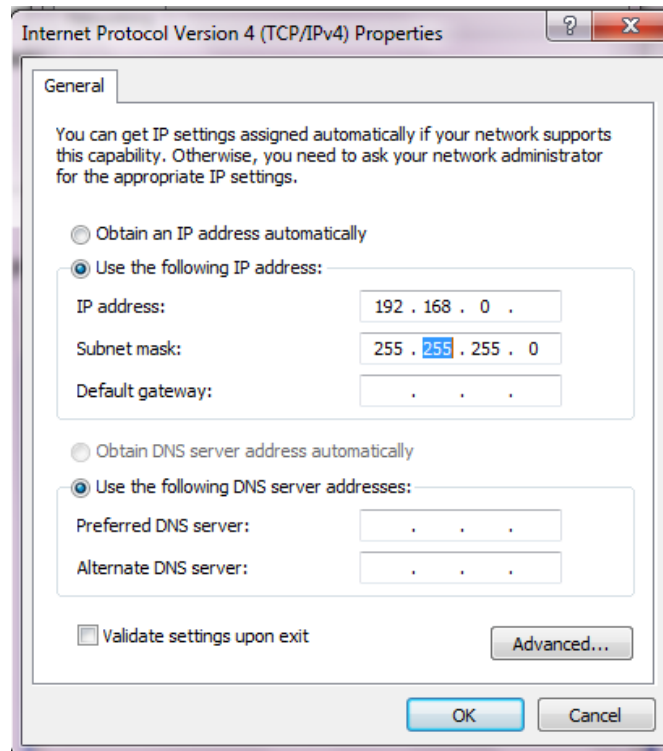 Internet Protocol Version 4 (TCP/IPv4) Properties
?
X
General
You can get IP settings assigned automatically if your network supports
this capability. Otherwise, you need to ask your network administrator
for the appropriate IP settings.
Obtain an IP address automatically
Use the following IP address:
IP address: 192 . 168 . 0 .
Subnet mask: 255 . 255 . 255 . 0
Default gateway: . . .
Obtain DNS server address automatically
Use the following DNS server addresses:
Preferred DNS server: . . .
Alternate DNS server: . . .
Validate settings upon exit
Advanced...
OK Cancel